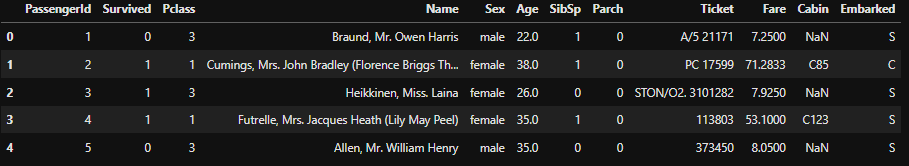 PassengerId Survived Pclass Name Sex Age SibSp Parch Ticket Fare Cabin Embarked
0 1 0 3 Braund, Mr. Owen Harris male 22.0 1 0 A/5 21171 7.2500 NaN S
1 2 1 1 Cumings, Mrs. John Bradley (Florence Briggs Th... female 38.0 1 0 PC 17599 71.2833 C85 C
2 3 1 3 Heikkinen, Miss. Laina female 26.0 0 0 STON/O2. 3101282 7.9250 NaN S
3 4 1 1 Futrelle, Mrs. Jacques Heath (Lily May Peel) female 35.0 1 0 113803 53.1000 C123 S
4 5 0 3 Allen, Mr. William Henry male 35.0 0 0 373450 8.0500 NaN S